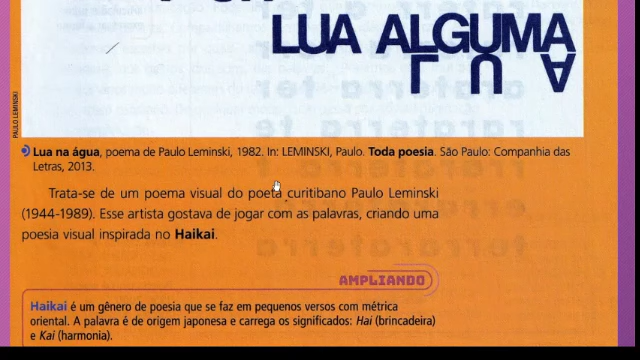 LUA ALGUMA
LUA
PAULO LEMINSKI
Lua na água, poema de Paulo Leminski, 1982. In: LEMINSKI, Paulo. Toda poesia. São Paulo: Companhia das
Letras, 2013.
Trata-se de um poema visual do poeta curitibano Paulo Leminski
(1944-1989). Esse artista gostava de jogar com as palavras, criando uma
poesia visual inspirada no Haikai.
AMPLIANDO
Haikai é um gênero de poesia que se faz em pequenos versos com métrica
oriental. A palavra é de origem japonesa e carrega os significados: Hai (brincadeira)
e Kai (harmonia).